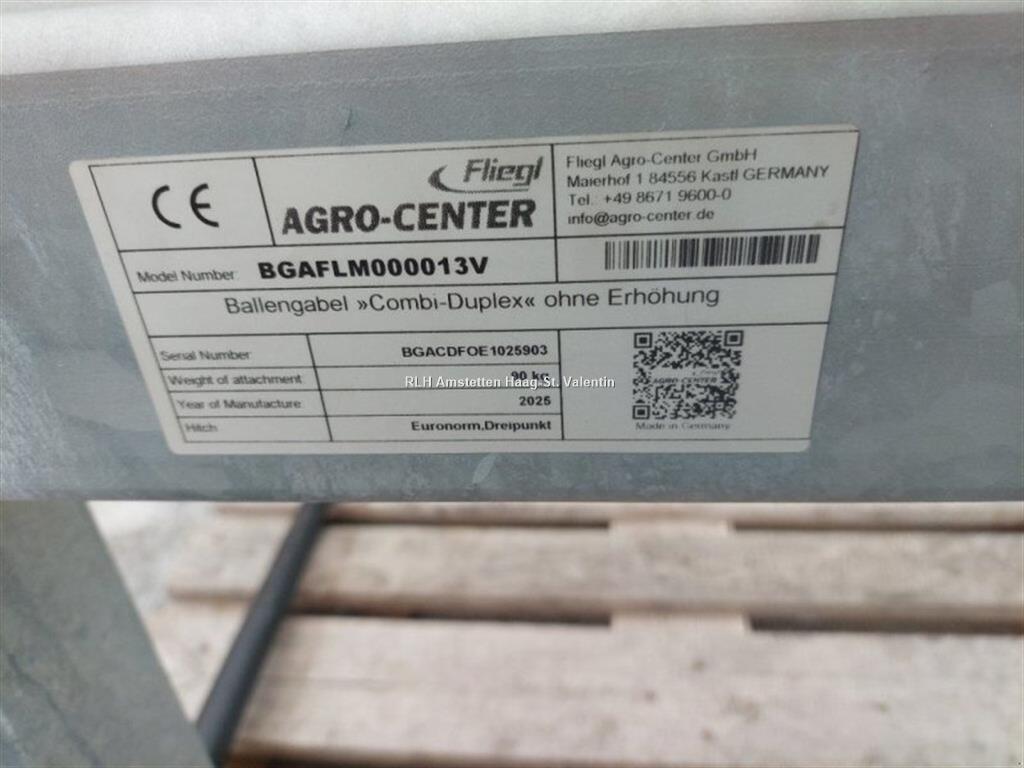 CE
Fliegl
AGRO-CENTER
Fliegl Agro-Center GmbH
Maierhof 1 84556 Kastl GERMANY
Tel.: +49 8671 9600-0
info@agro-center.de
Model Number: BGAFLM000013V
Ballengabel »Combi-Duplex« ohne Erhöhung
Serial Number BGACDFOE1025903
Weight of attachment 90 kg
RLH Amstetten Haag-St. Valentin
Year of Manufacture 2025
Hitch Euronorm,Dreipunkt
AGRO-CENTER
Made in Germany